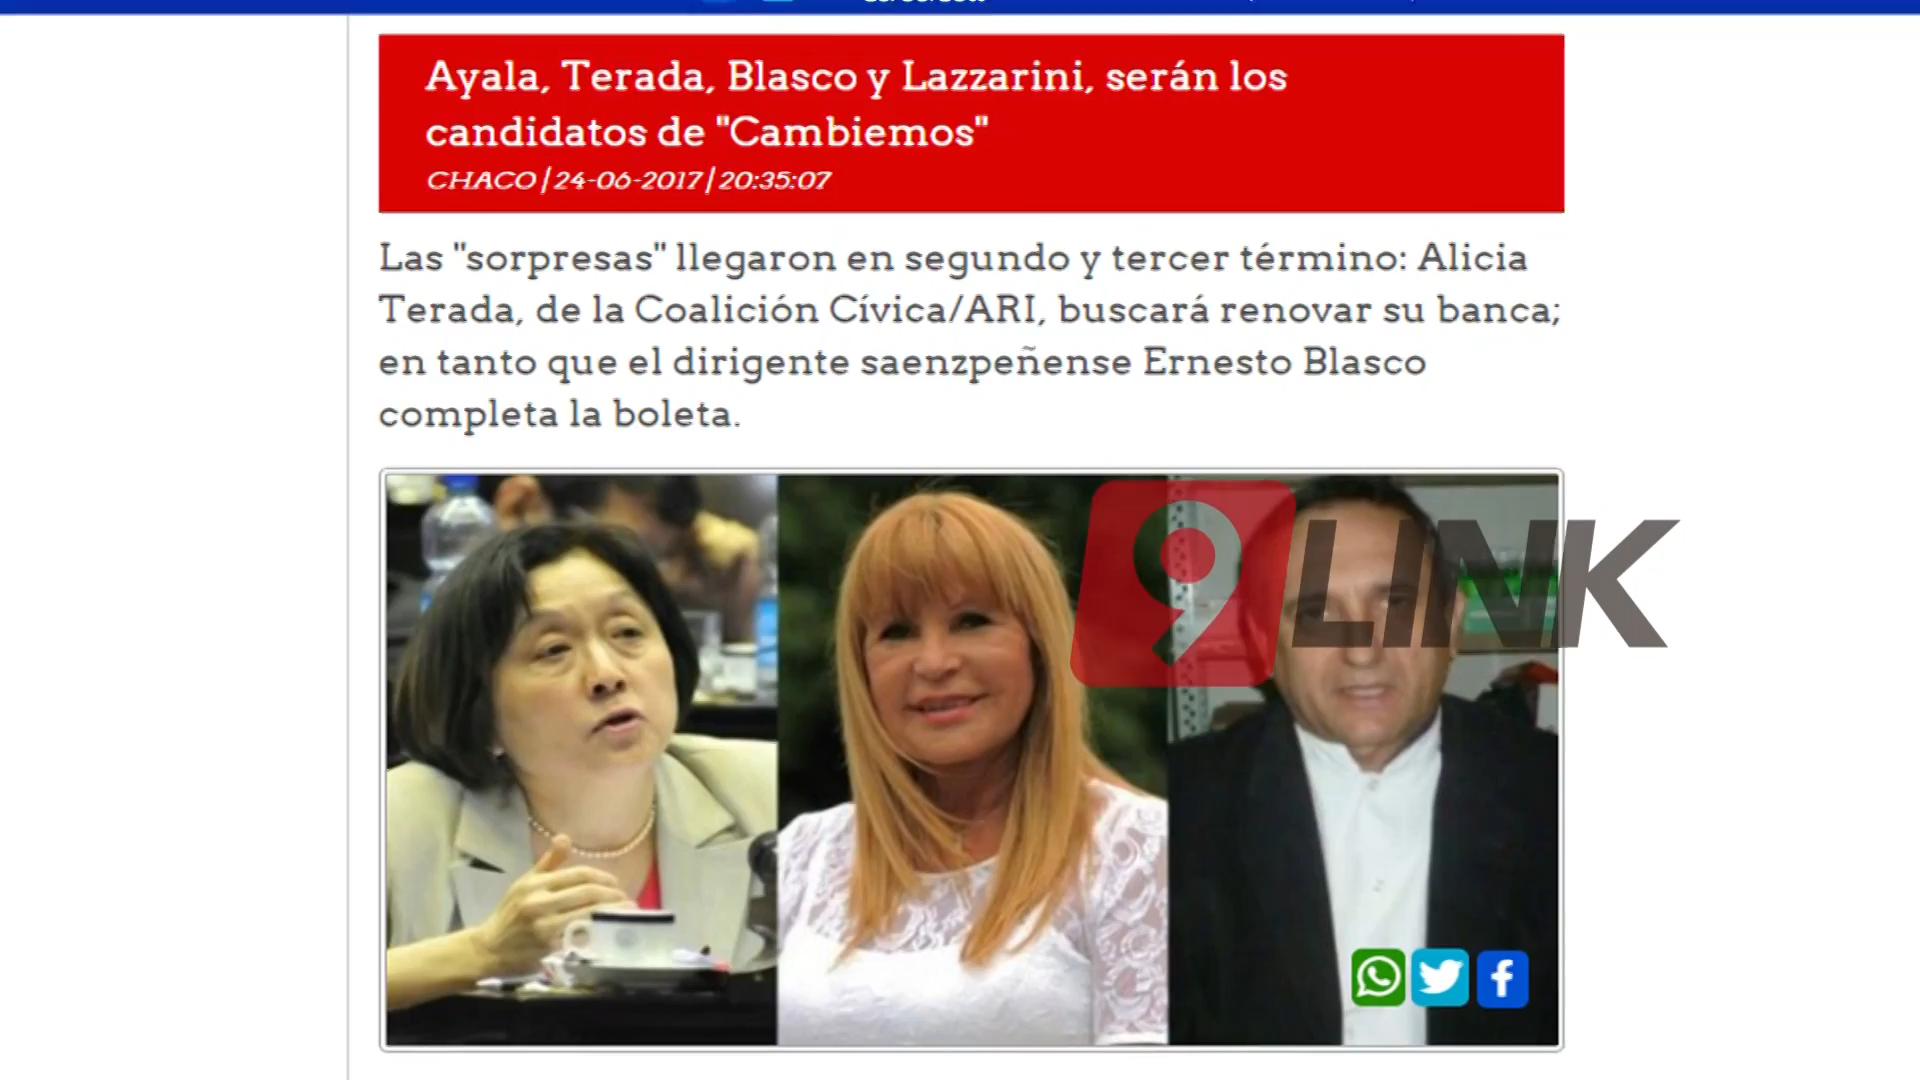 Ayala, Terada, Blasco y Lazzarini, serán los
candidatos de "Cambiemos"
CHACO | 24-06-2017 | 20:35:07
Las "sorpresas" llegaron en segundo y tercer término: Alicia
Terada, de la Coalición Cívica/ARI, buscará renovar su banca;
en tanto que el dirigente saenzpeñense Ernesto Blasco
completa la boleta.
9 LINK